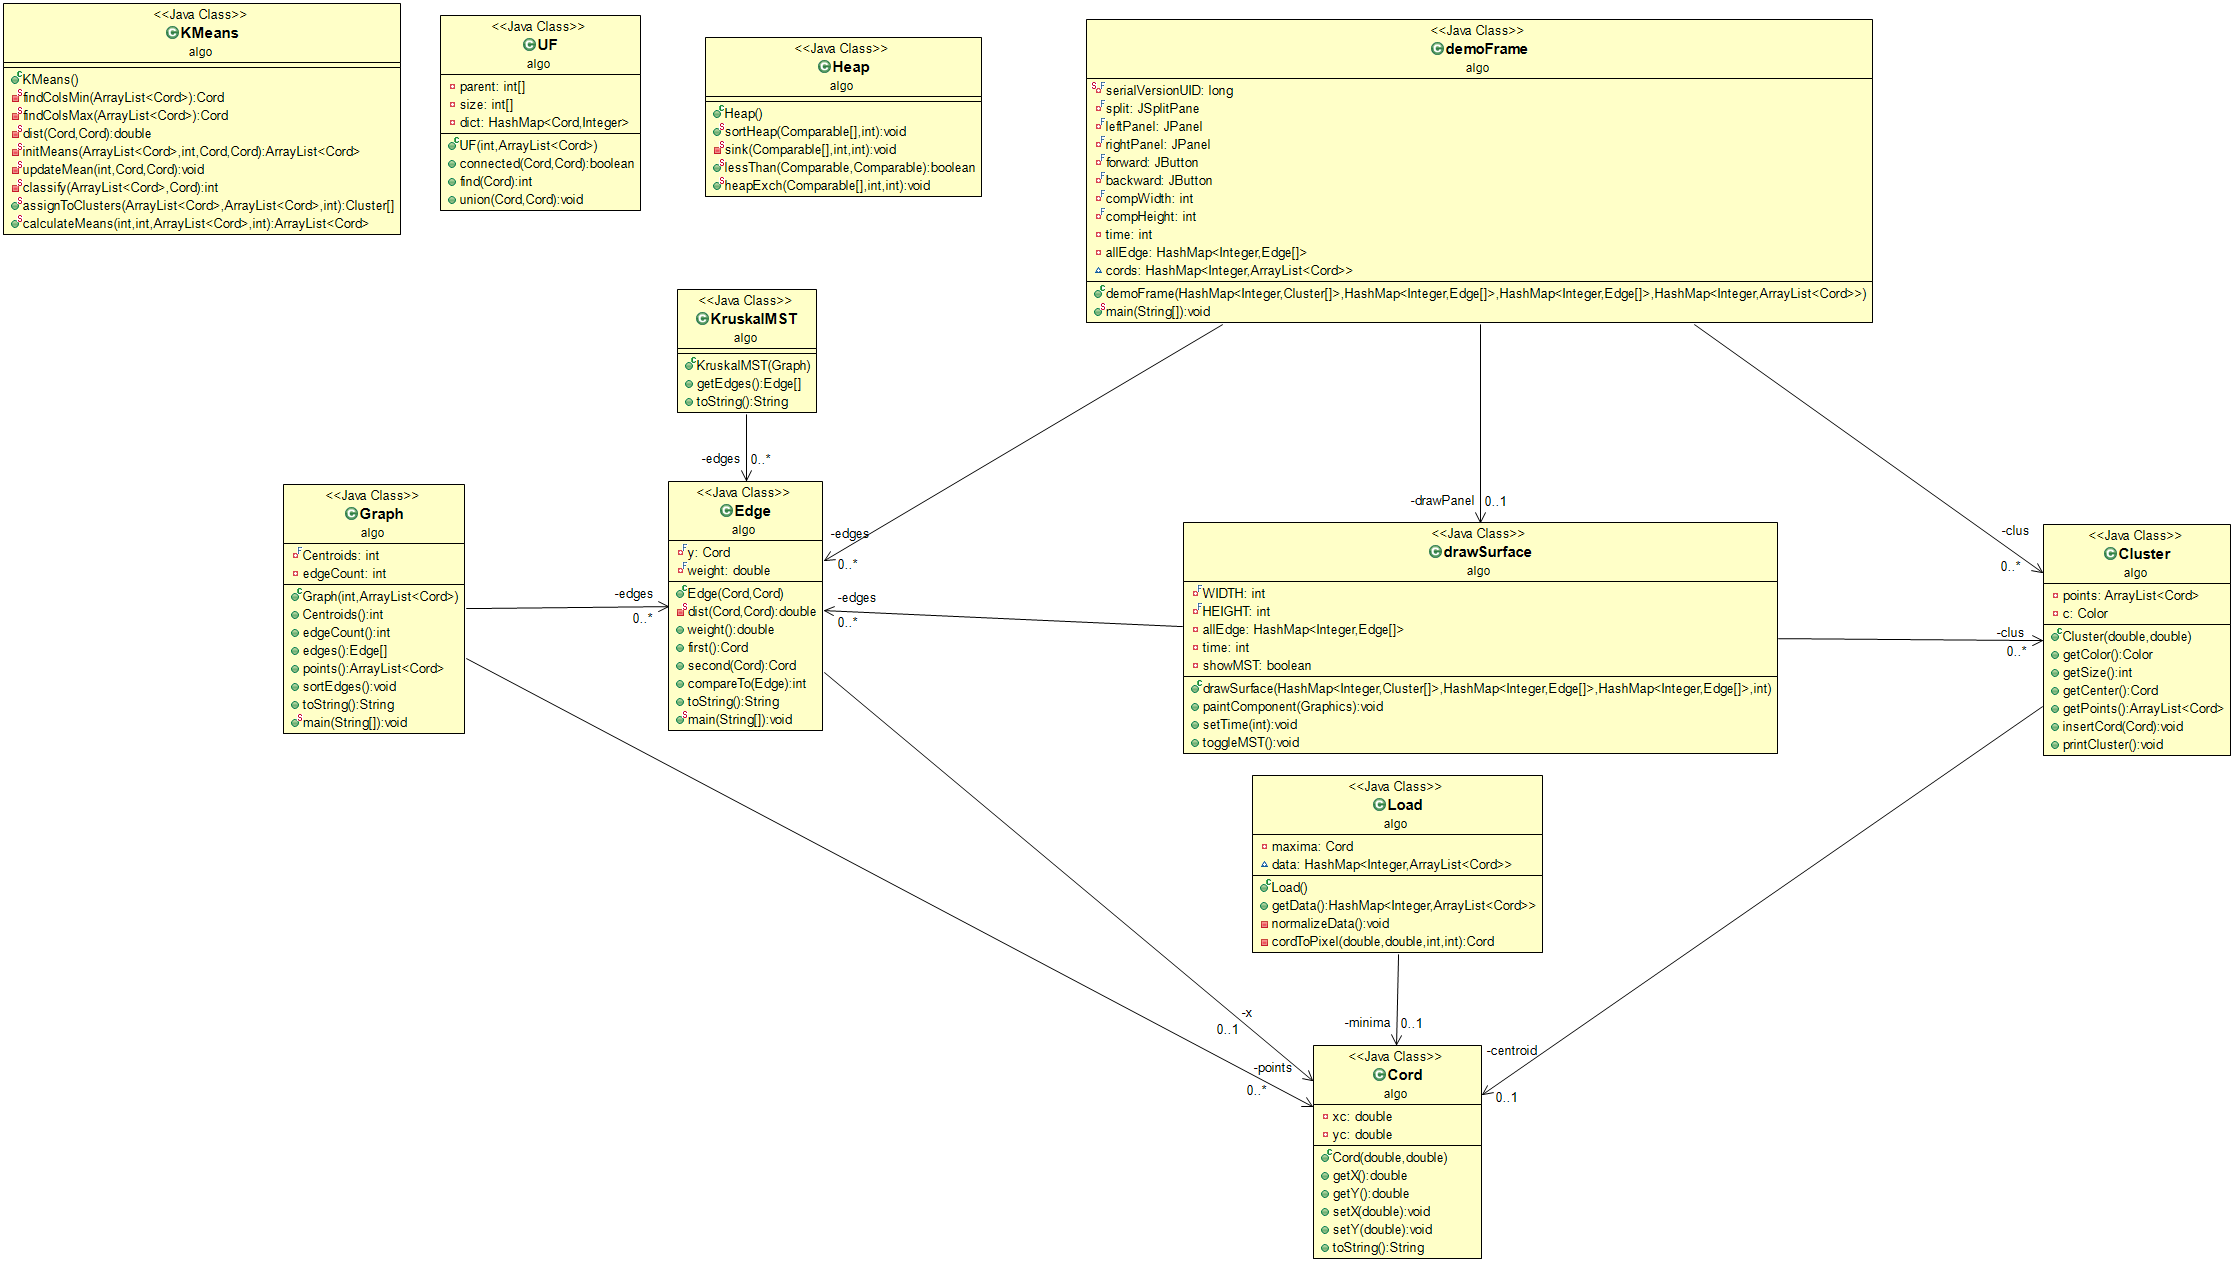 <<Java Class>>
KMeans
algo
KMeans()
findColsMin(ArrayList<Cord>):Cord
findColsMax(ArrayList<Cord>):Cord
dist(Cord,Cord):double
initMeans(ArrayList<Cord>,int,Cord,Cord):ArrayList<Cord>
updateMean(int,Cord,Cord):void
classify(ArrayList<Cord>,Cord):int
assignToClusters(ArrayList<Cord>,ArrayList<Cord>,int):Cluster[]
calculateMeans(int,int,ArrayList<Cord>,int):ArrayList<Cord>
<<Java Class>>
UF
algo
parent: int[]
size: int[]
dict: HashMap<Cord,Integer>
UF(int,ArrayList<Cord>)
connected(Cord,Cord):boolean
find(Cord):int
union(Cord,Cord):void
<<Java Class>>
Heap
algo
Heap()
sortHeap(Comparable[],int):void
sink(Comparable[],int,int):void
lessThan(Comparable,Comparable):boolean
heapExch(Comparable[],int,int):void
<<Java Class>>
demoFrame
algo
serialVersionUID: long
split: JSplitPane
leftPanel: JPanel
rightPanel: JPanel
forward: JButton
backward: JButton
compWidth: int
compHeight: int
time: int
allEdge: HashMap<Integer,Edge[]>
cords: HashMap<Integer,ArrayList<Cord>>
demoFrame(HashMap<Integer,Cluster[]>,HashMap<Integer,Edge[]>,HashMap<Integer,Edge[]>,HashMap<Integer,ArrayList<Cord>>)
main(String[]):void
<<Java Class>>
KruskalMST
algo
KruskalMST(Graph)
getEdges():Edge[]
toString():String
-edges
0..*
<<Java Class>>
Graph
algo
Centroids: int
edgeCount: int
Graph(int,ArrayList<Cord>)
Centroids():int
edgeCount():int
edges():Edge[]
points():ArrayList<Cord>
sortEdges():void
toString():String
main(String[]):void
-edges
0..*
<<Java Class>>
Edge
algo
y: Cord
weight: double
Edge(Cord,Cord)
dist(Cord,Cord):double
weight():double
first():Cord
second(Cord):Cord
compareTo(Edge):int
toString():String
main(String[]):void
-edges
0..*
-edges
0..*
-drawPanel
0..1
<<Java Class>>
drawSurface
algo
WIDTH: int
HEIGHT: int
allEdge: HashMap<Integer,Edge[]>
time: int
showMST: boolean
drawSurface(HashMap<Integer,Cluster[]>,HashMap<Integer,Edge[]>,HashMap<Integer,Edge[]>,int)
paintComponent(Graphics):void
setTime(int):void
toggleMST():void
-clus
0..*
-clus
0..*
<<Java Class>>
Cluster
algo
points: ArrayList<Cord>
c: Color
Cluster(double,double)
getColor():Color
getSize():int
getCenter():Cord
getPoints():ArrayList<Cord>
insertCord(Cord):void
printCluster():void
<<Java Class>>
Load
algo
maxima: Cord
data: HashMap<Integer,ArrayList<Cord>>
Load()
getData():HashMap<Integer,ArrayList<Cord>>
normalizeData():void
cordToPixel(double,double,int,int):Cord
-x
0..1
-minima
0..1
-points
0..*
-centroid
0..1
<<Java Class>>
Cord
algo
xc: double
yc: double
Cord(double,double)
getX():double
getY():double
setX(double):void
setY(double):void
toString():String